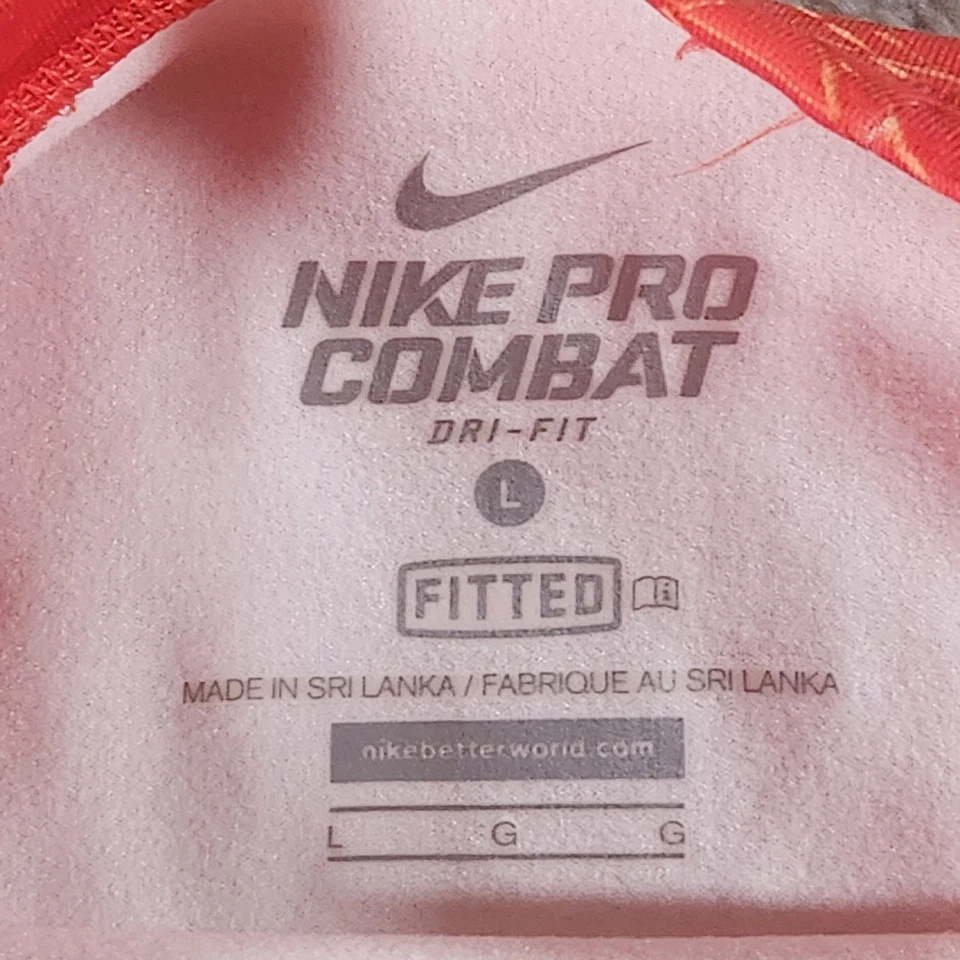 NIKE PRO
COMBAT
DRI-FIT
L
FITTED
MADE IN SRI LANKA / FABRIQUE AU SRI LANKA
nikebetterworld.com
L G G